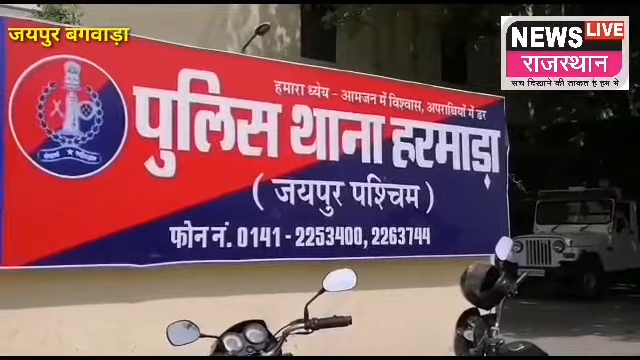 जयपुर बगवाड़ा
NEWS LIVE
राजस्थान
सच दिखाने की ताकत है हम मे
हमारा ध्येय - आमजन में विश्वास, अपराधियों में डर
पुलिस थाना हरमाड़ा
( जयपुर पश्चिम )
फोन नं. 0141 - 2253400, 2263744